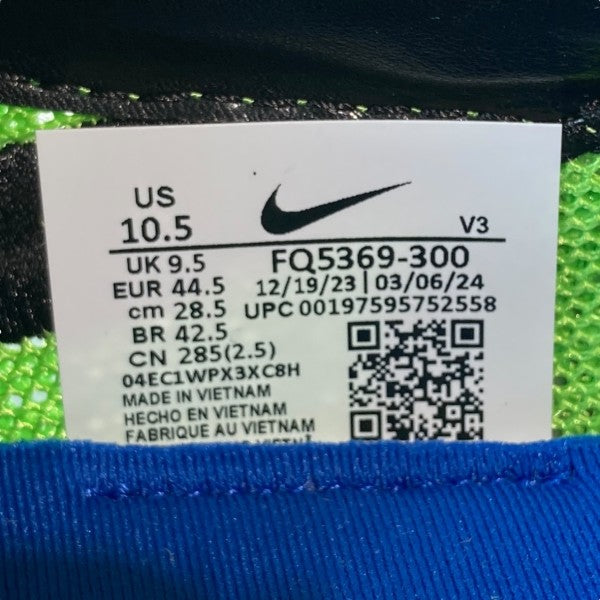 US
10.5
V3
UK 9.5
FQ5369-300
EUR 44.5
12/19/23 | 03/06/24
cm 28.5
UPC 00197595752558
BR 42.5
CN 285(2.5)
04EC1WPX3XC8H
MADE IN VIETNAM
HECHO EN VIETNAM
FABRIQUE AU VIETNAM